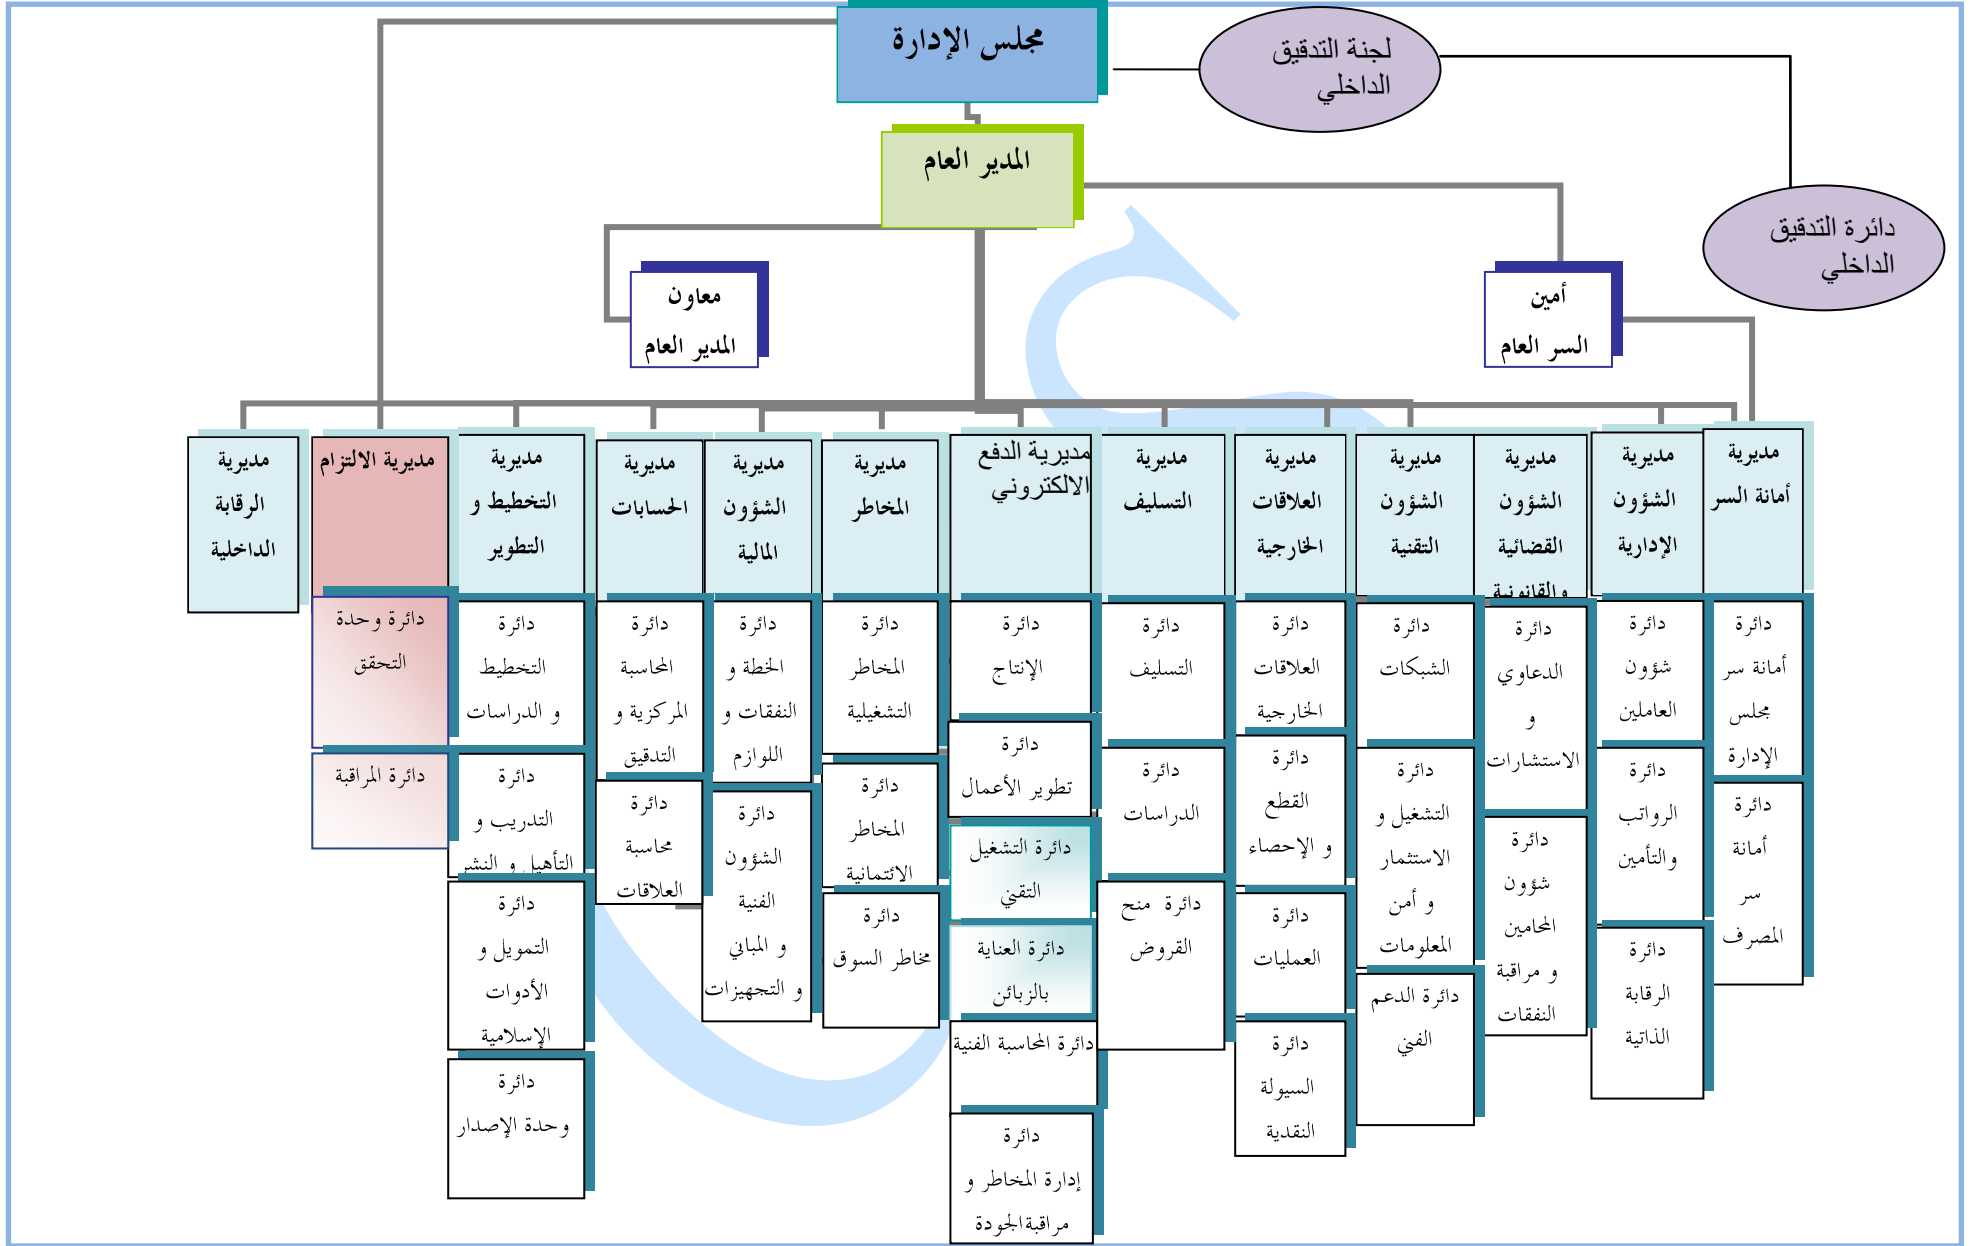 مجلس الإدارة
لجنة التدقيق
الداخلي
المدير العام
دائرة التدقيق
الداخلي
أمين
السر العام
معاون
المدير العام
مديرية
أمانة السر
دائرة
أمانة سر
مجلس
الإدارة
دائرة
أمانة
سر
المصرف
مديرية
الشؤون
الإدارية
دائرة
شؤون
العاملين
دائرة
الرواتب
والتأمين
دائرة
الرقابة
الذاتية
مديرية
الشؤون
القضائية
والقانونية
دائرة
الدعاوي
و
الاستشارات
دائرة
شؤون
المحامين
و مراقبة
النفقات
مديرية
الشؤون
التقنية
دائرة
الشبكات
دائرة
التشغيل و
الاستثمار
و أمن
المعلومات
دائرة الدعم
الفني
مديرية
العلاقات
الخارجية
دائرة
العلاقات
الخارجية
دائرة
القطع
و الإحصاء
دائرة
العمليات
دائرة
السيولة
النقدية
مديرية
التسليف
دائرة
التسليف
دائرة
الدراسات
دائرة منح
القروض
مديرية الدفع
الالكتروني
دائرة
الإنتاج
دائرة
تطوير الأعمال
دائرة التشغيل
التقني
دائرة العناية
بالزبائن
دائرة المحاسبة الفنية
دائرة
إدارة المخاطر و
مراقبة الجودة
مديرية
المخاطر
دائرة
المخاطر
التشغيلية
دائرة
المخاطر
الائتمانية
دائرة
مخاطر السوق
مديرية
الشؤون
المالية
دائرة
الخطة و
النفقات و
اللوازم
دائرة
الشؤون
الفنية
و المباني
و التجهيزات
مديرية
الحسابات
دائرة
المحاسبة
المركزية و
التدقيق
دائرة
محاسبة
العلاقات
مديرية
التخطيط و
التطوير
دائرة
التخطيط
و الدراسات
دائرة
التدريب و
التأهيل و النشر
دائرة
التمويل و
الأدوات
الإسلامية
دائرة
وحدة الإصدار
مديرية الالتزام
دائرة وحدة
التحقق
دائرة المراقبة
مديرية
الرقابة
الداخلية